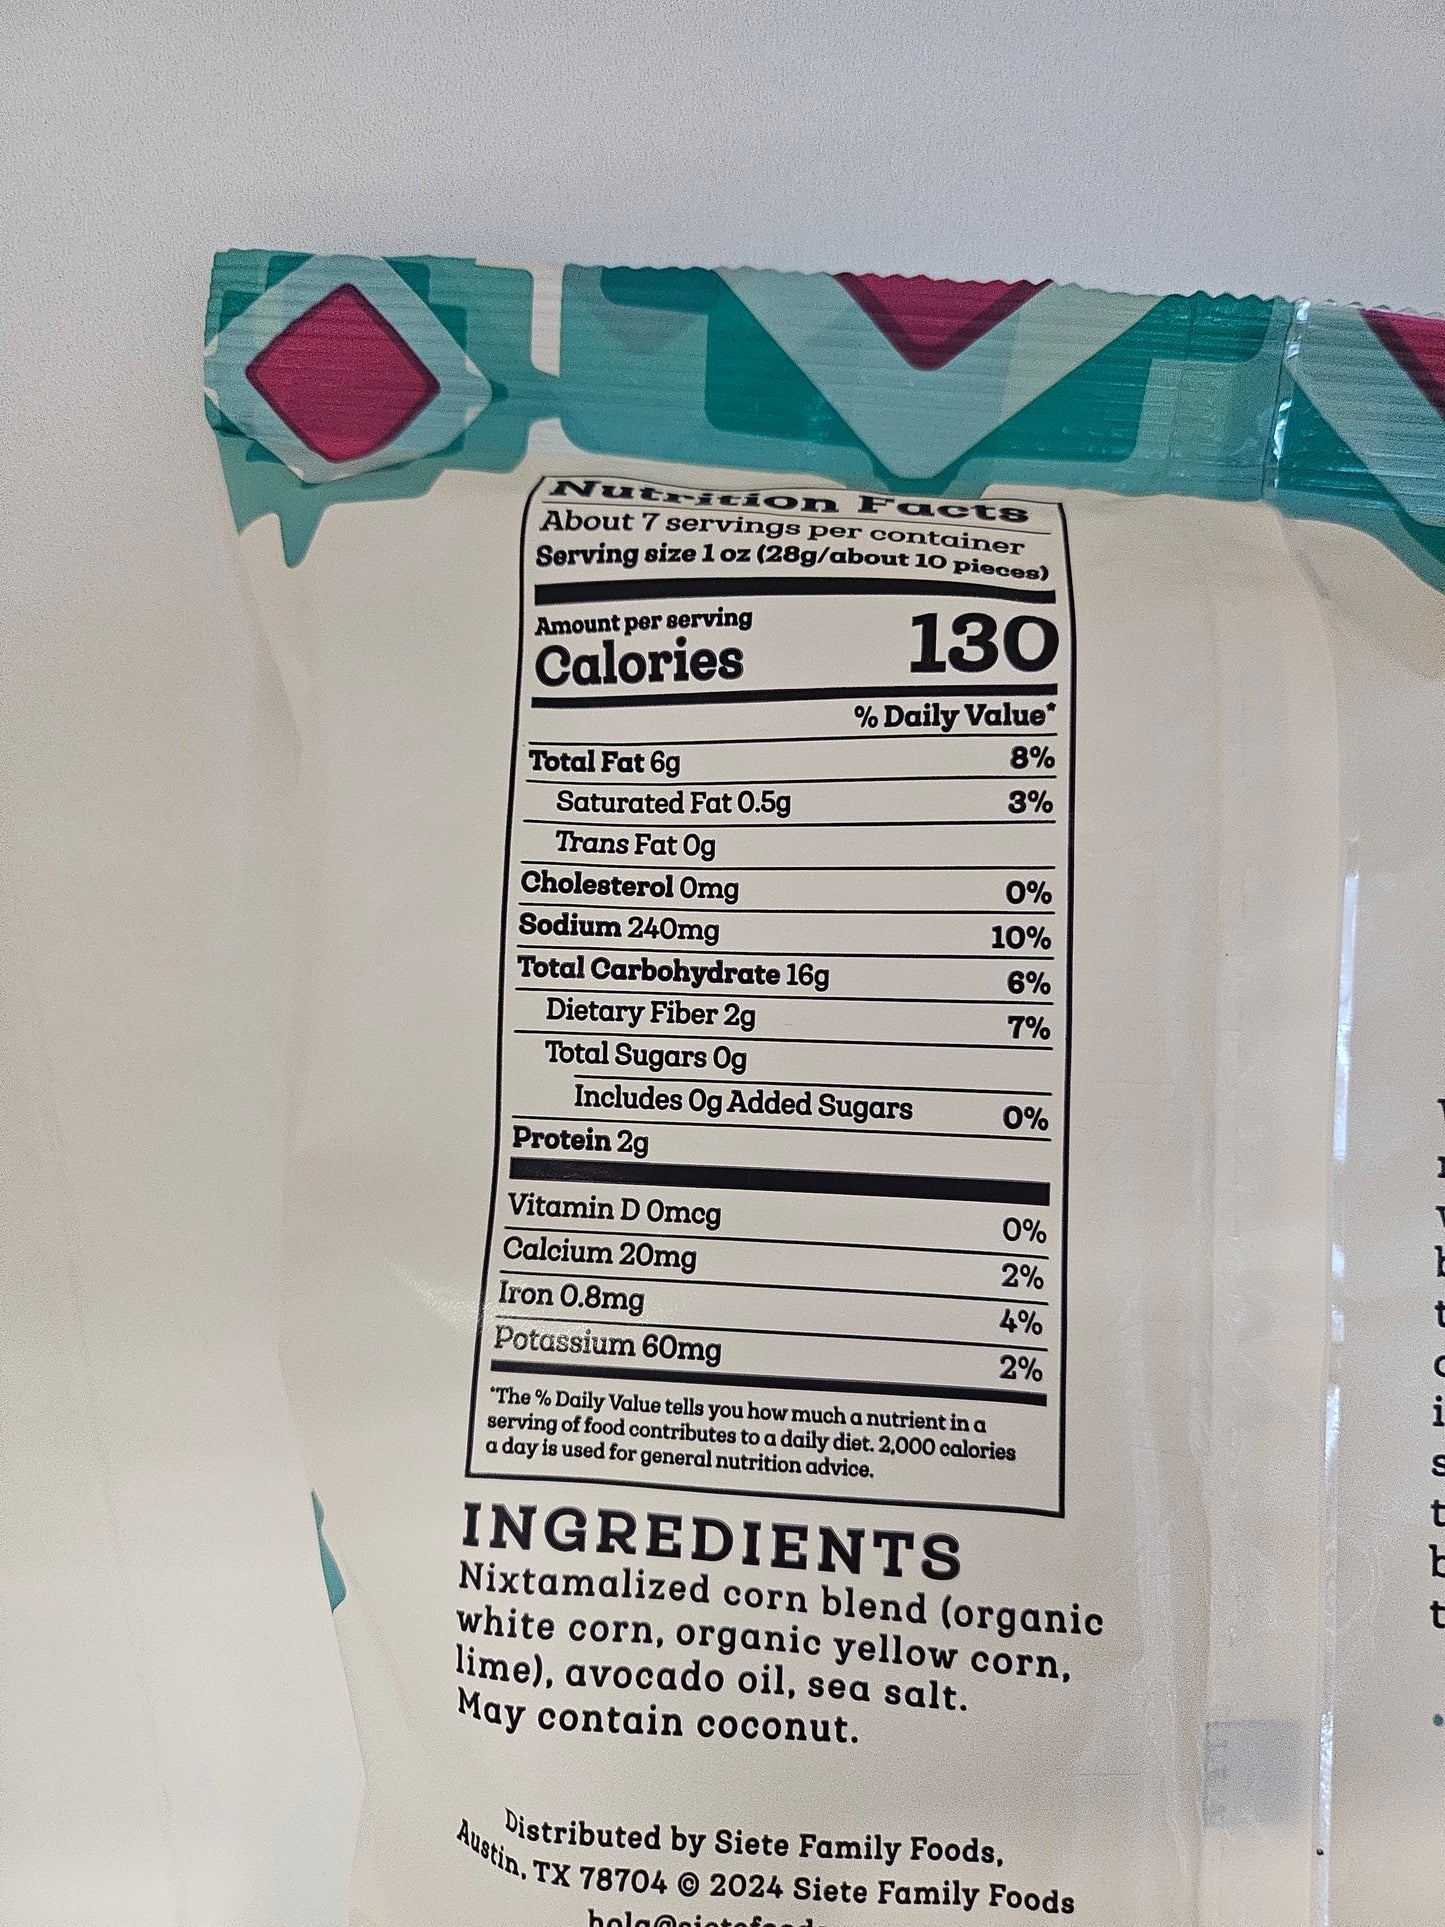 Nutrition Facts
About 7 servings per container
Serving size 1 oz (28g/about 10 pieces)
Amount per serving
Calories 130
% Daily Value*
Total Fat 6g 8%
Saturated Fat 0.5g 3%
Trans Fat 0g
Cholesterol 0mg 0%
Sodium 240mg 10%
Total Carbohydrate 16g 6%
Dietary Fiber 2g 7%
Total Sugars 0g
Includes 0g Added Sugars 0%
Protein 2g
Vitamin D 0mcg 0%
Calcium 20mg 2%
Iron 0.8mg 4%
Potassium 60mg 2%
*The % Daily Value tells you how much a nutrient in a
serving of food contributes to a daily diet. 2,000 calories
a day is used for general nutrition advice.
INGREDIENTS
Nixtamalized corn blend (organic
white corn, organic yellow corn,
lime), avocado oil, sea salt.
May contain coconut.
Distributed by Siete Family Foods,
Austin, TX 78704 © 2024 Siete Family Foods